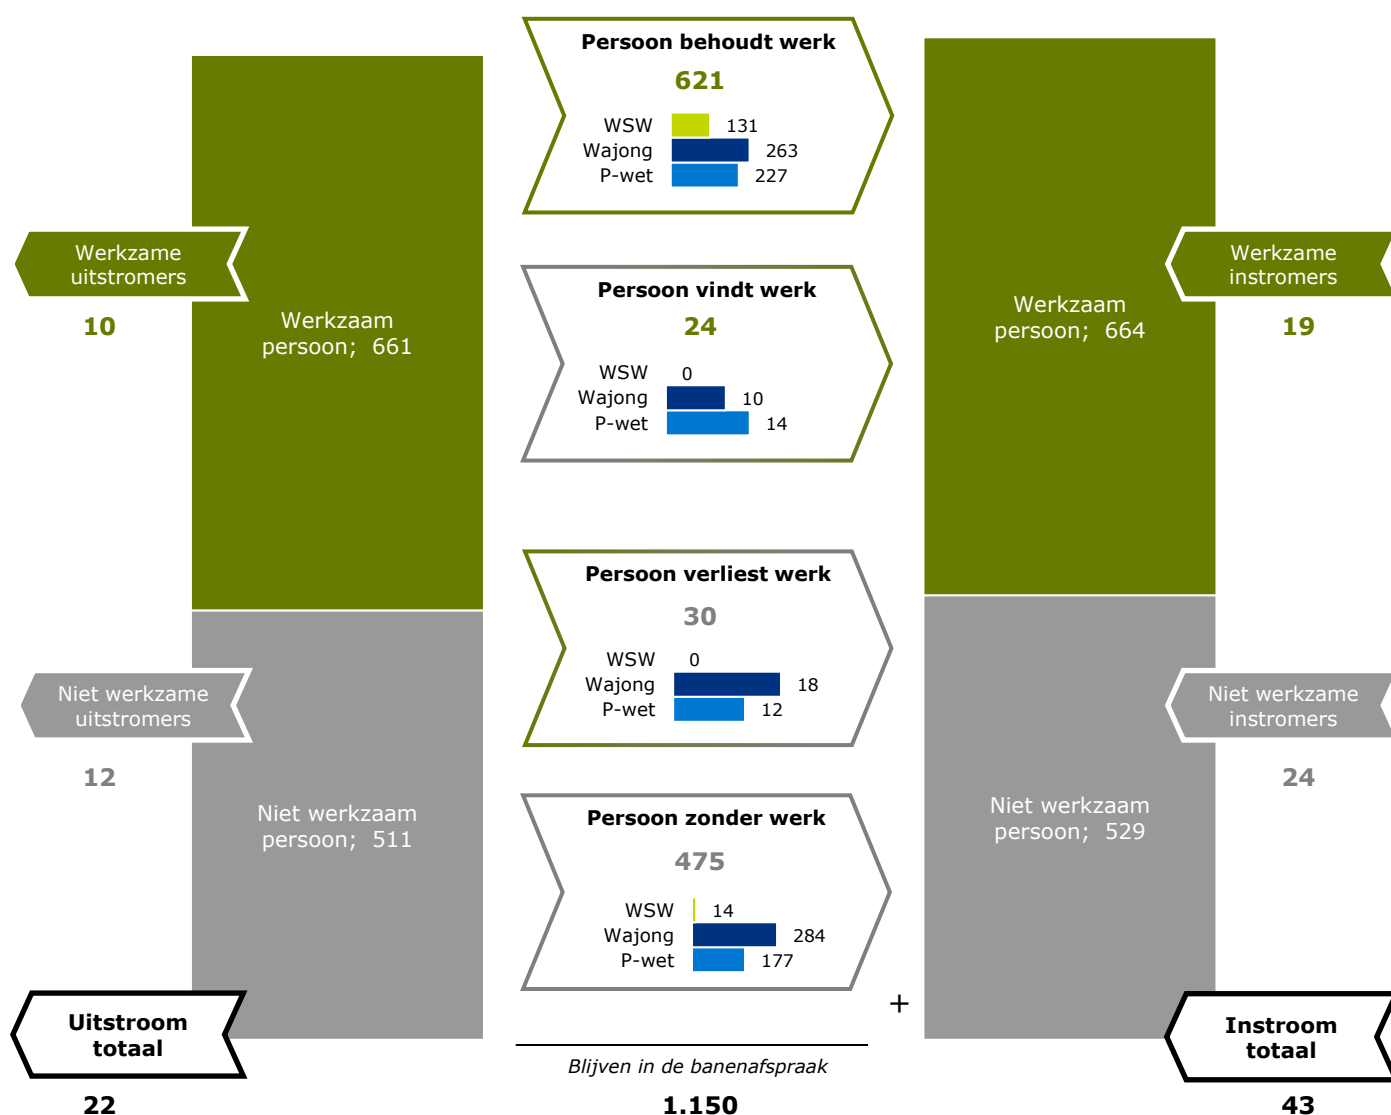 Persoon behoudt werk
621
WSW 131
Wajong 263
P-wet 227
Werkzame
uitstromers
10
Werkzaam
persoon; 661
Persoon vindt werk
24
WSW 0
Wajong 10
P-wet 14
Werkzaam
persoon; 664
Werkzame
instromers
19
Persoon verliest werk
30
WSW 0
Wajong 18
P-wet 12
Niet werkzame
uitstromers
12
Niet werkzaam
persoon; 511
Persoon zonder werk
475
WSW 14
Wajong 284
P-wet 177
Niet werkzaam
persoon; 529
Niet werkzame
instromers
24
+
Uitstroom
totaal
22
Blijven in de banenafspraak
1.150
Instroom
totaal
43